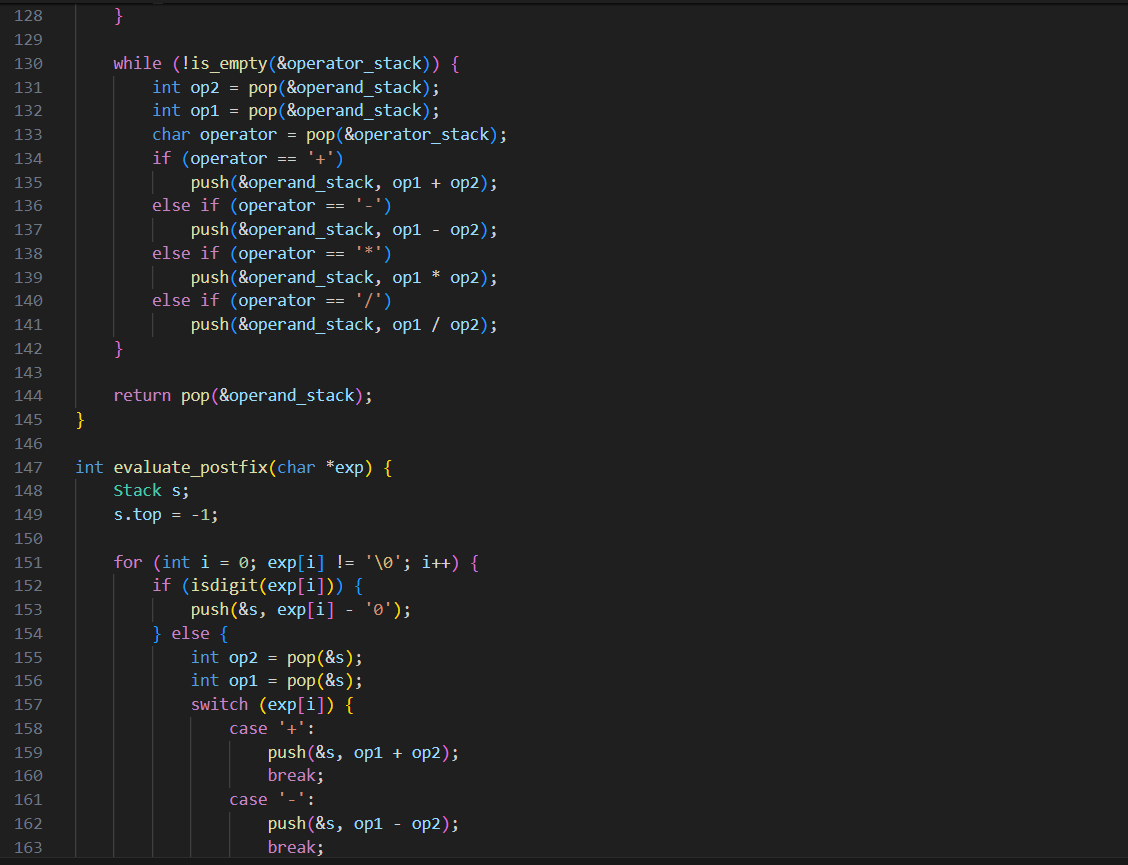 128     }
129
130     while (!is_empty(&operator_stack)) {
131         int op2 = pop(&operand_stack);
132         int op1 = pop(&operand_stack);
133         char operator = pop(&operator_stack);
134         if (operator == '+')
135             push(&operand_stack, op1 + op2);
136         else if (operator == '-')
137             push(&operand_stack, op1 - op2);
138         else if (operator == '*')
139             push(&operand_stack, op1 * op2);
140         else if (operator == '/')
141             push(&operand_stack, op1 / op2);
142     }
143
144     return pop(&operand_stack);
145 }
146
147 int evaluate_postfix(char *exp) {
148     Stack s;
149     s.top = -1;
150
151     for (int i = 0; exp[i] != '\0'; i++) {
152         if (isdigit(exp[i])) {
153             push(&s, exp[i] - '0');
154         } else {
155             int op2 = pop(&s);
156             int op1 = pop(&s);
157             switch (exp[i]) {
158                 case '+':
159                     push(&s, op1 + op2);
160                     break;
161                 case '-':
162                     push(&s, op1 - op2);
163                     break;